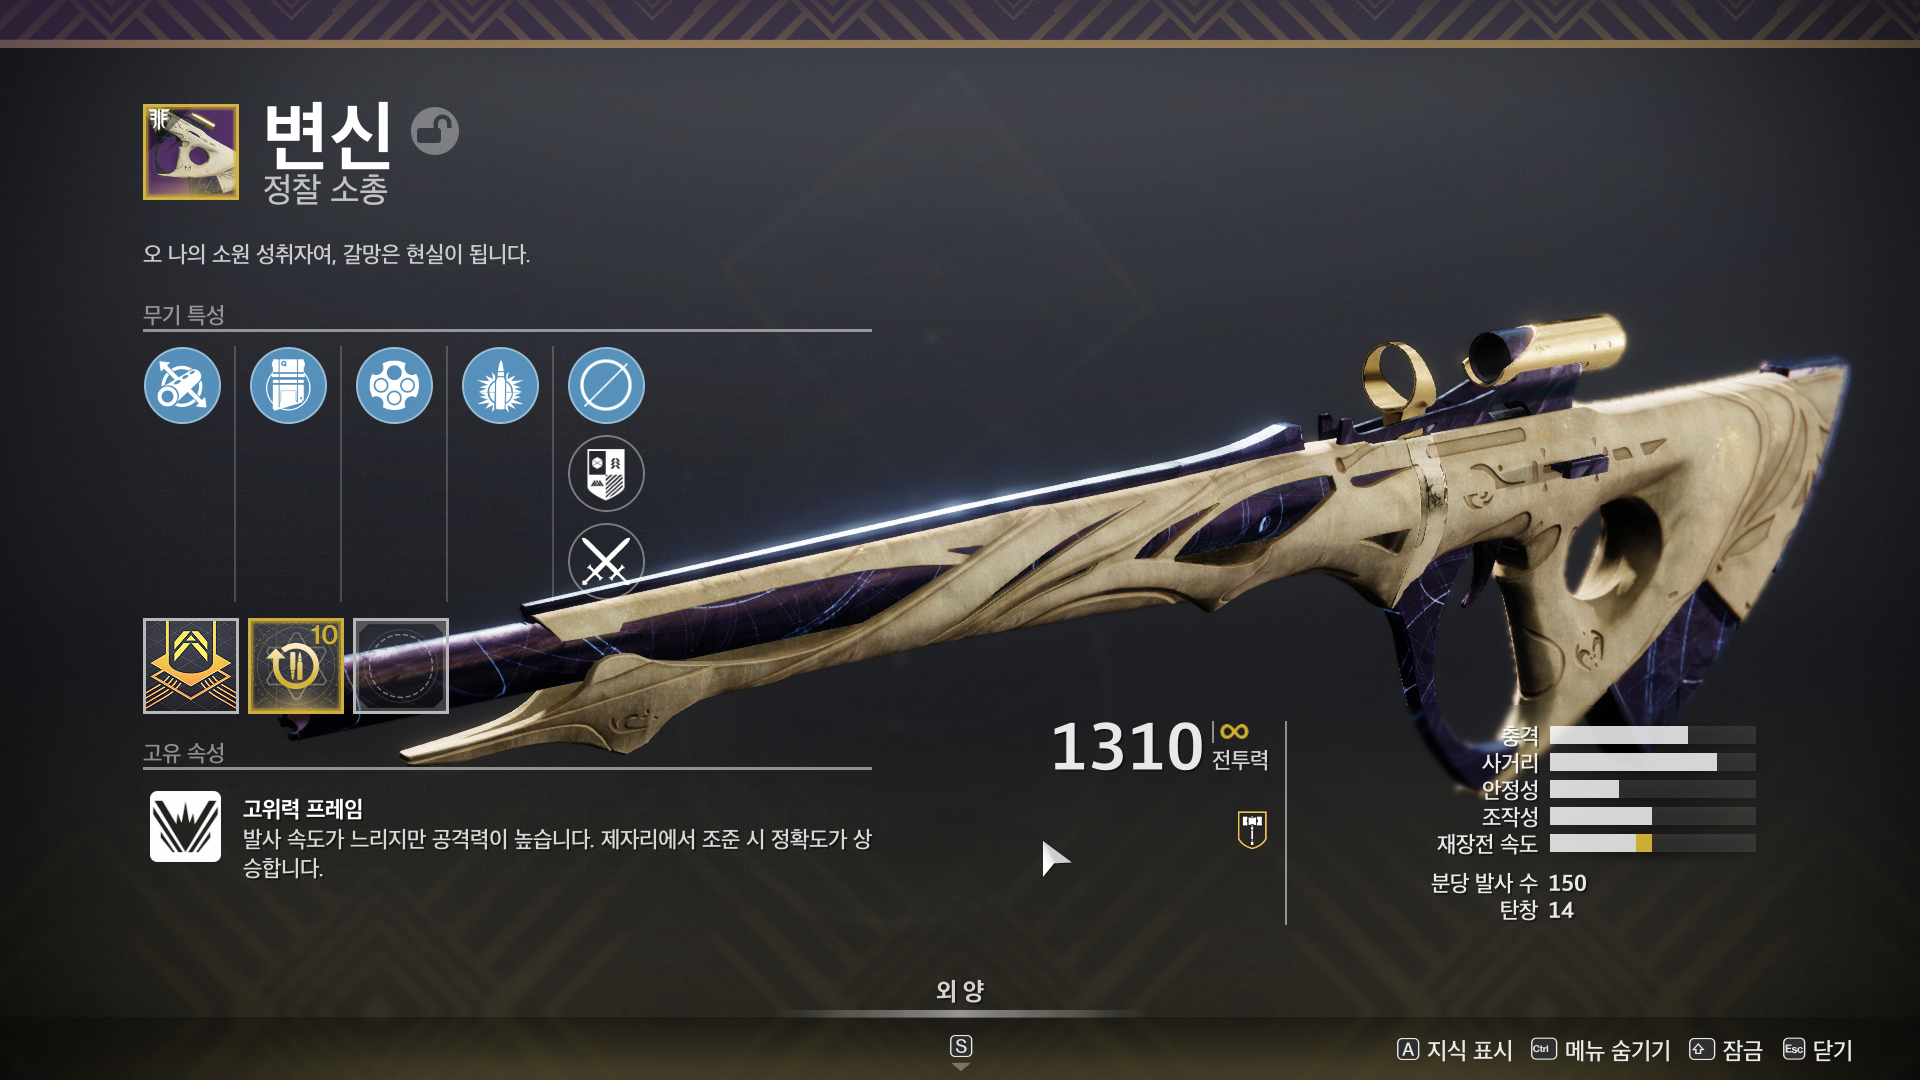 변신
정찰 소총
오 나의 소원 성취자여, 갈망은 현실이 됩니다.
무기 특성
10
고유 속성
고위력 프레임
발사 속도가 느리지만 공격력이 높습니다. 제자리에서 조준 시 정확도가 상
승합니다.
1310
전투력
충격
사거리
안정성
조작성
재장전 속도
분당 발사 수 150
탄창 14
외양
S
A 지식 표시 Ctrl 메뉴 숨기기 잠금 Esc 닫기